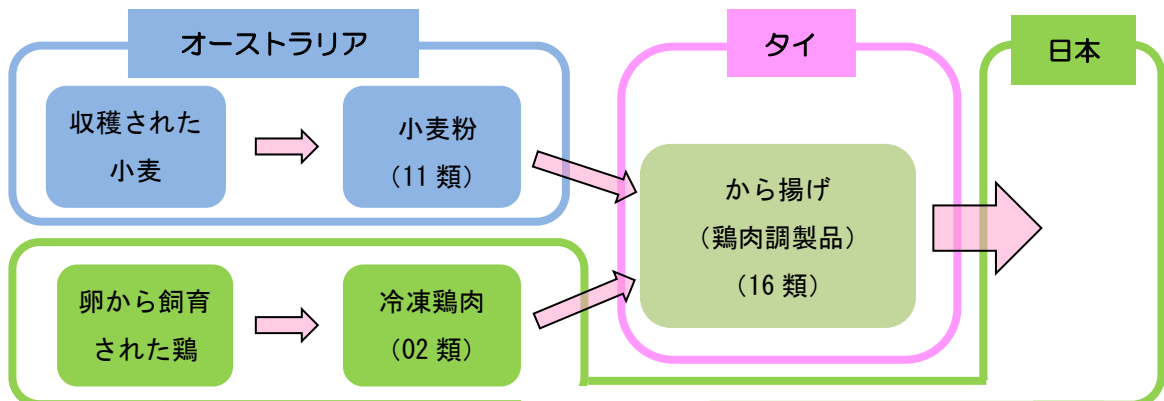 オーストラリア
タイ
日本
収穫された
小麦
小麦粉
(11 類)
から揚げ
(鶏肉調製品)
(16 類)
卵から飼育
された鶏
冷凍鶏肉
(02 類)